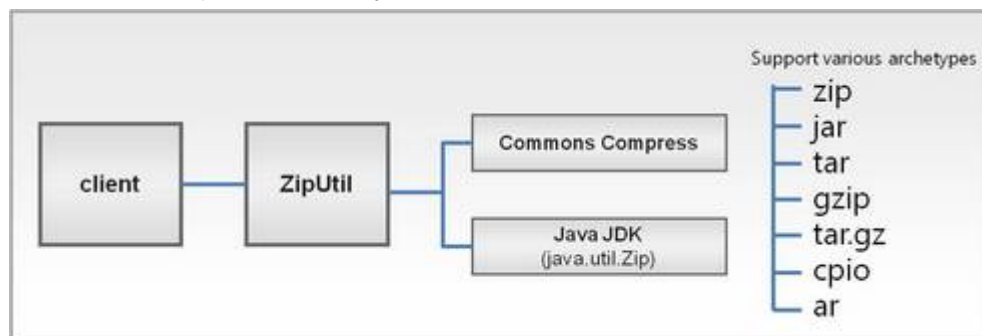 Support various archetypes
client
ZipUtil
Commons Compress
Java JDK
(java.util.Zip)
zip
jar
tar
gzip
tar.gz
cpio
ar